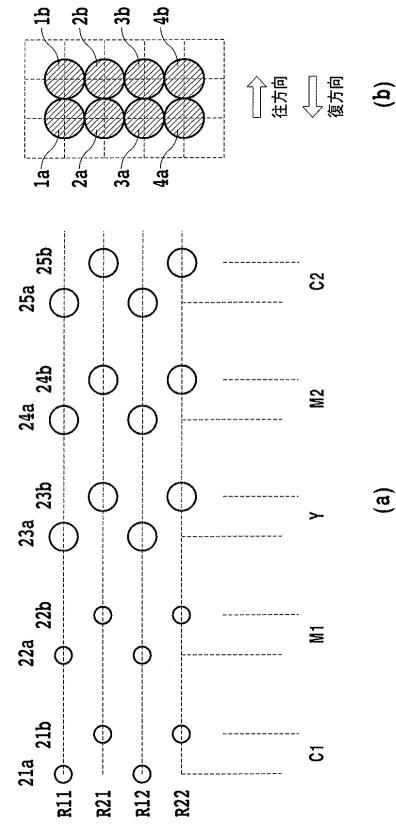 21a 21b 22a 22b 23a 23b 24a 24b 25a 25b
R11
R21
R12
R22
C1 M1 Y M2 C2
(a)
1a 1b
2a 2b
3a 3b
4a 4b
往方向
復方向
(b)